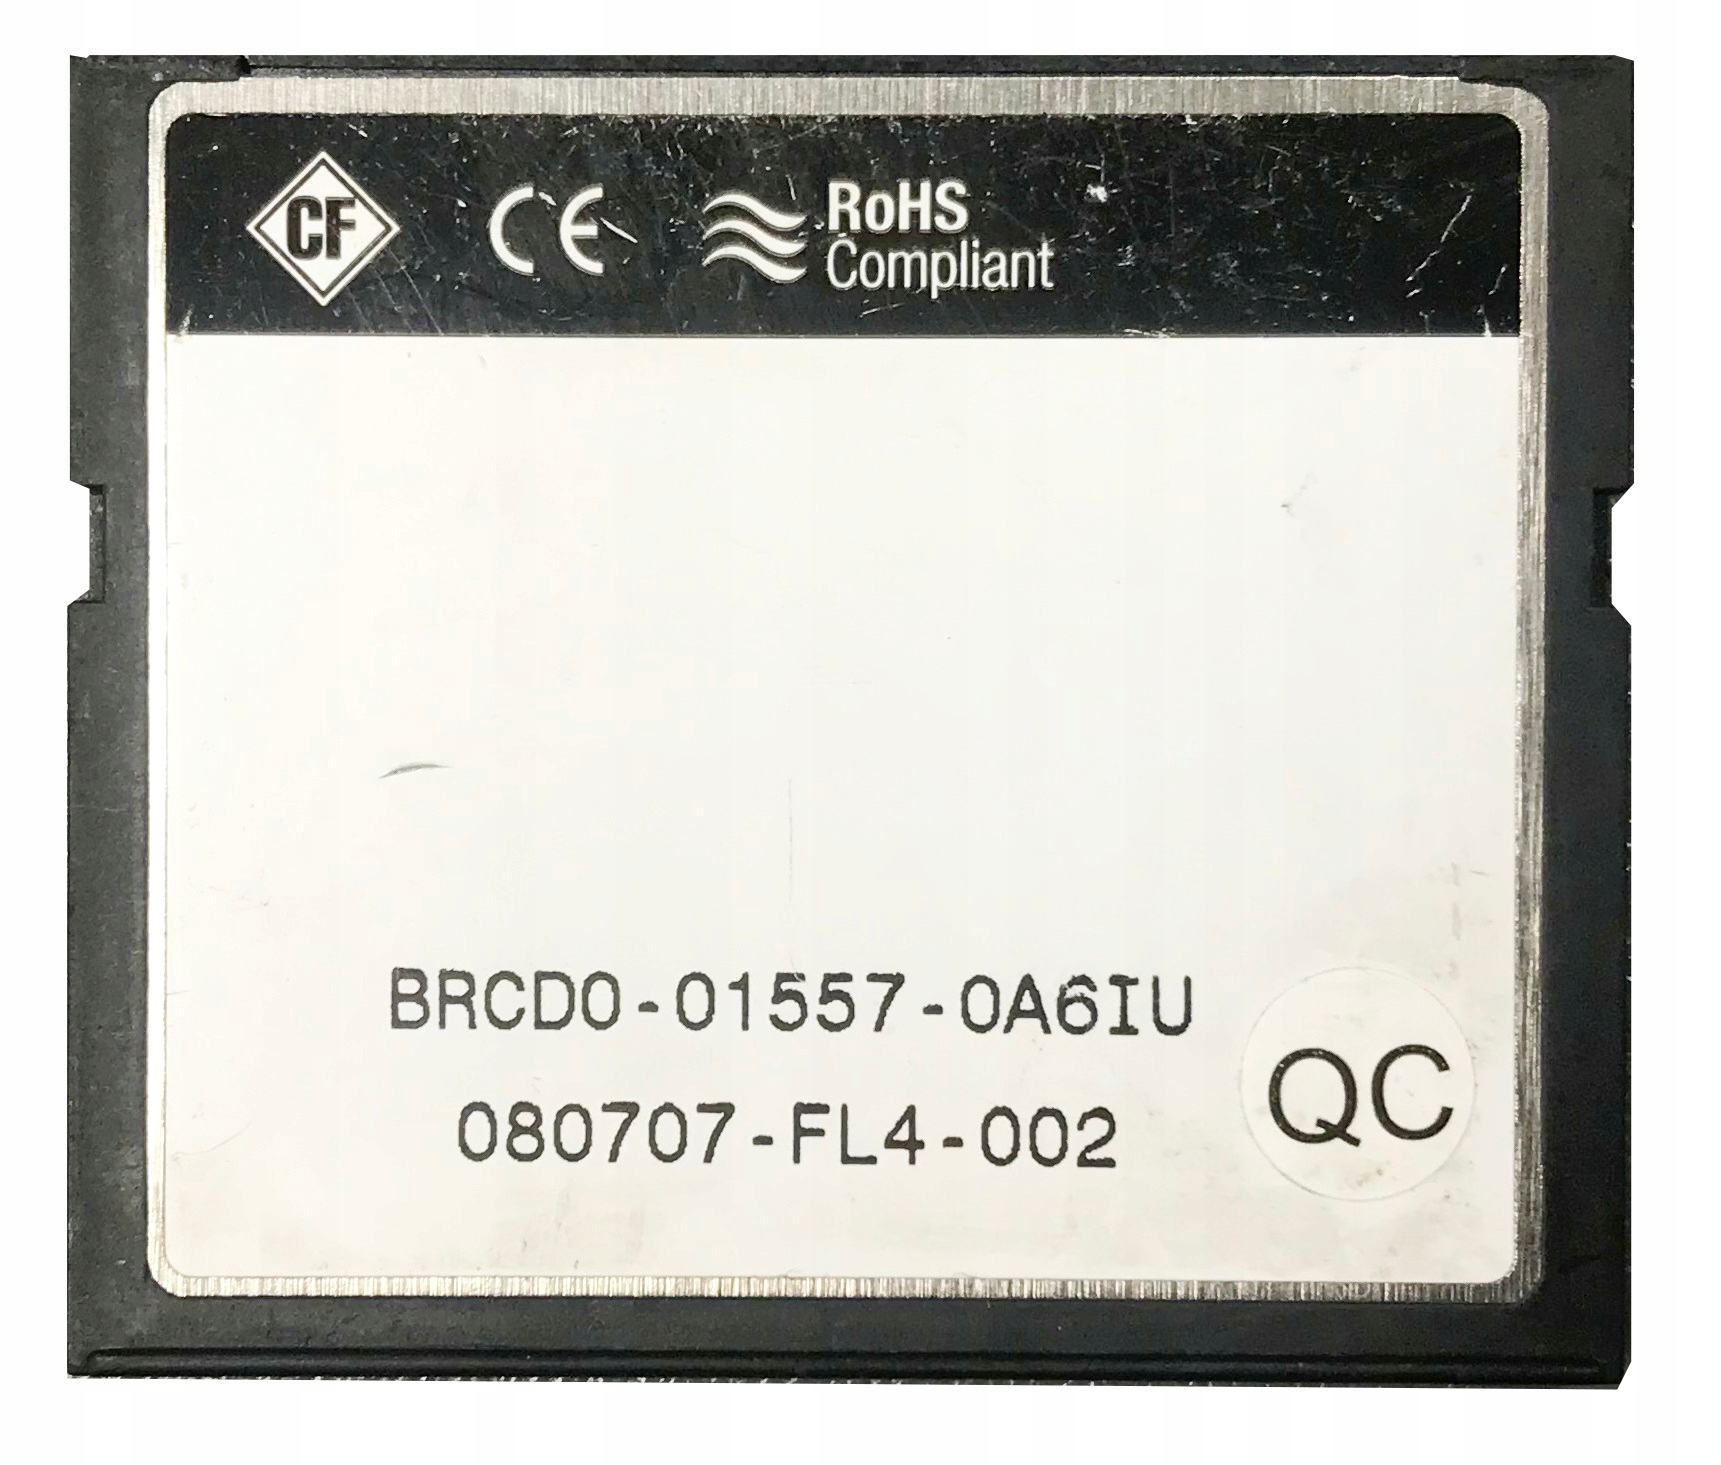 CF
CE
RoHS
Compliant
BRCD0-01557-0A6IU
080707-FL4-002
QC